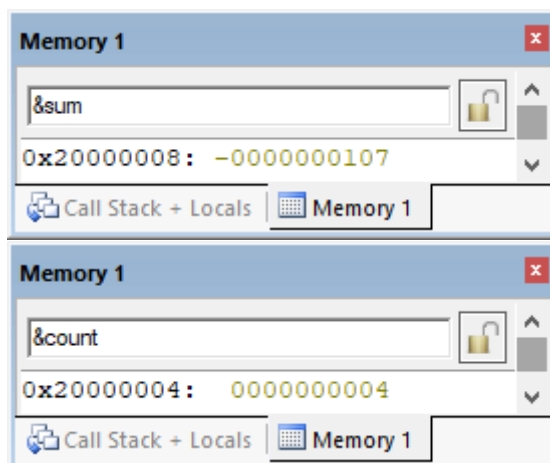 Memory 1
&sum
0x20000008: -0000000107
Call Stack + Locals Memory 1
Memory 1
&count
0x20000004:  0000000004
Call Stack + Locals Memory 1